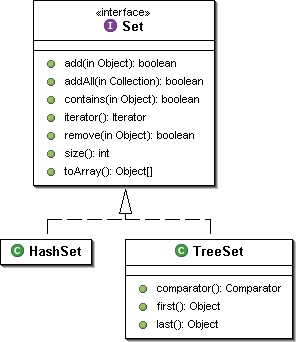 «interface»
I Set
add(in Object): boolean
addAll(in Collection): boolean
contains(in Object): boolean
iterator(): Iterator
remove(in Object): boolean
size(): int
toArray(): Object[]
C HashSet
C TreeSet
comparator(): Comparator
first(): Object
last(): Object